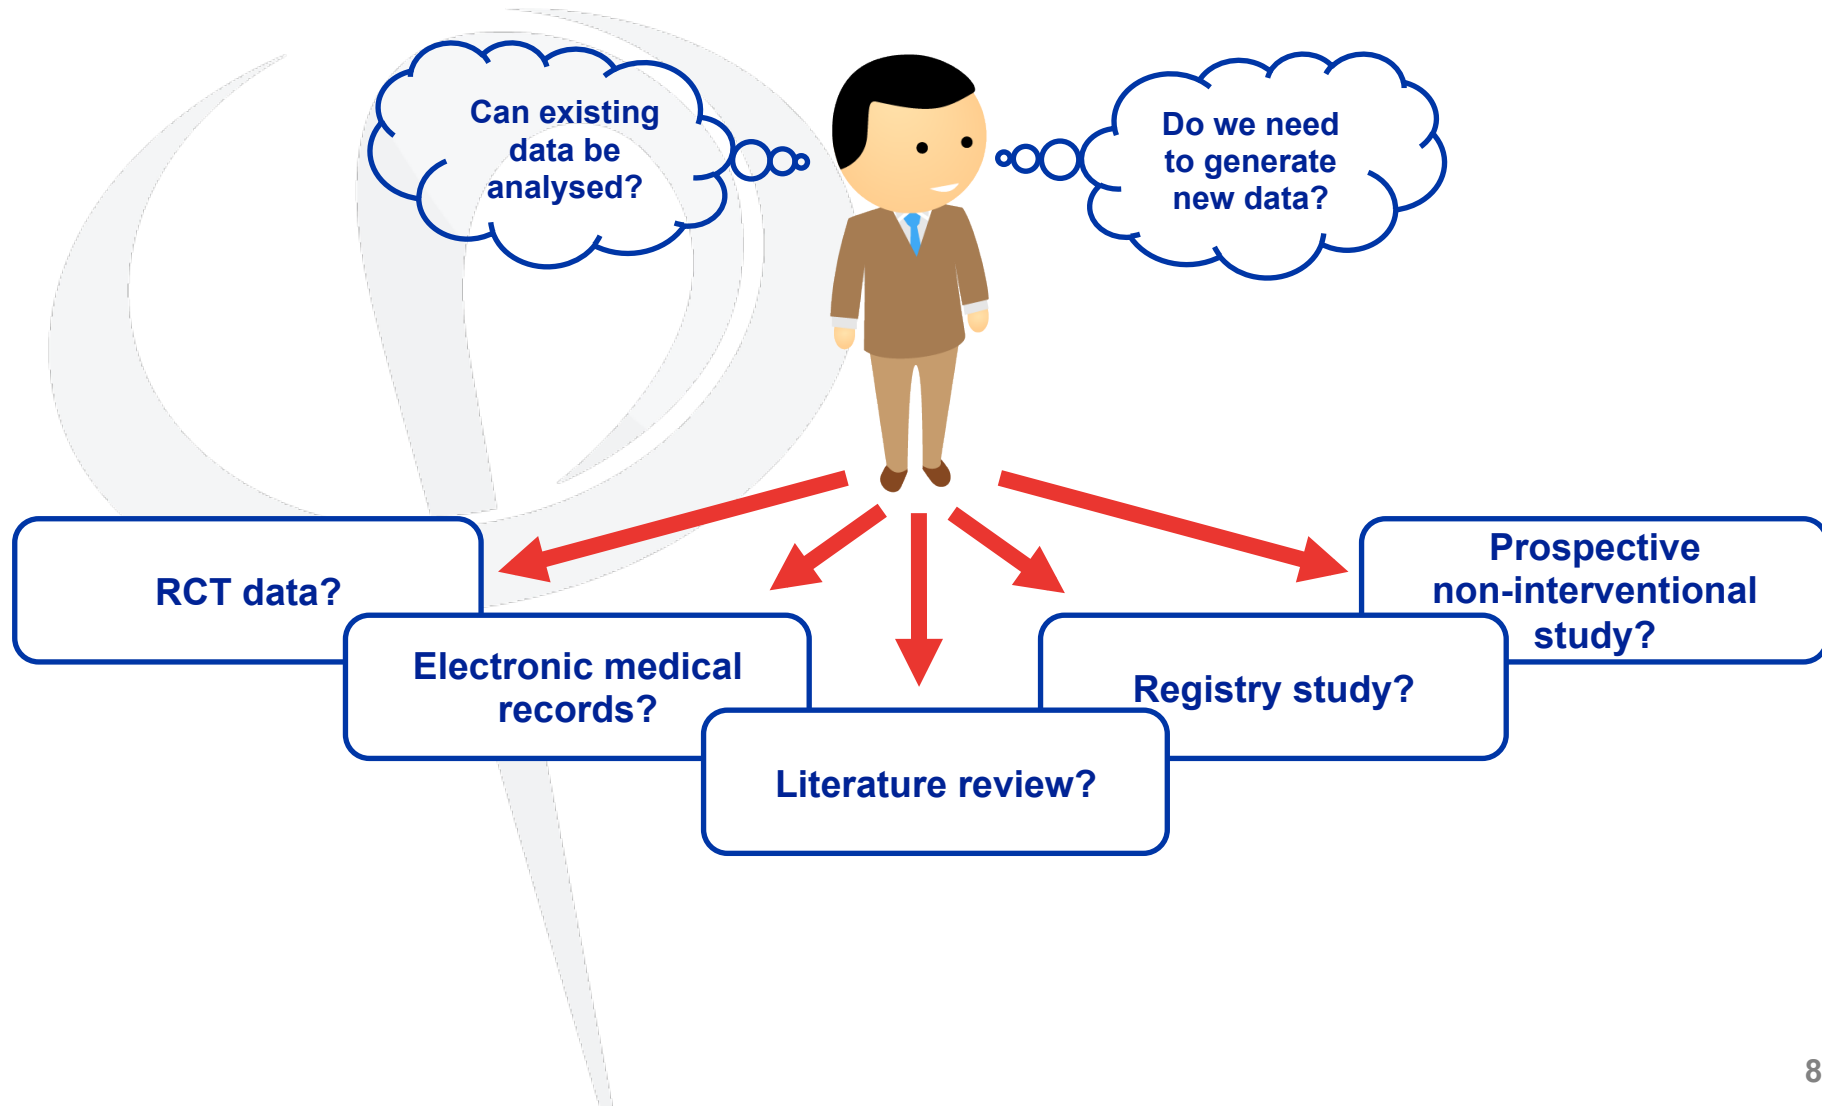 Can existing
data be
analysed?
Do we need
to generate
new data?
RCT data?
Electronic medical
records?
Literature review?
Registry study?
Prospective
non-interventional
study?
8